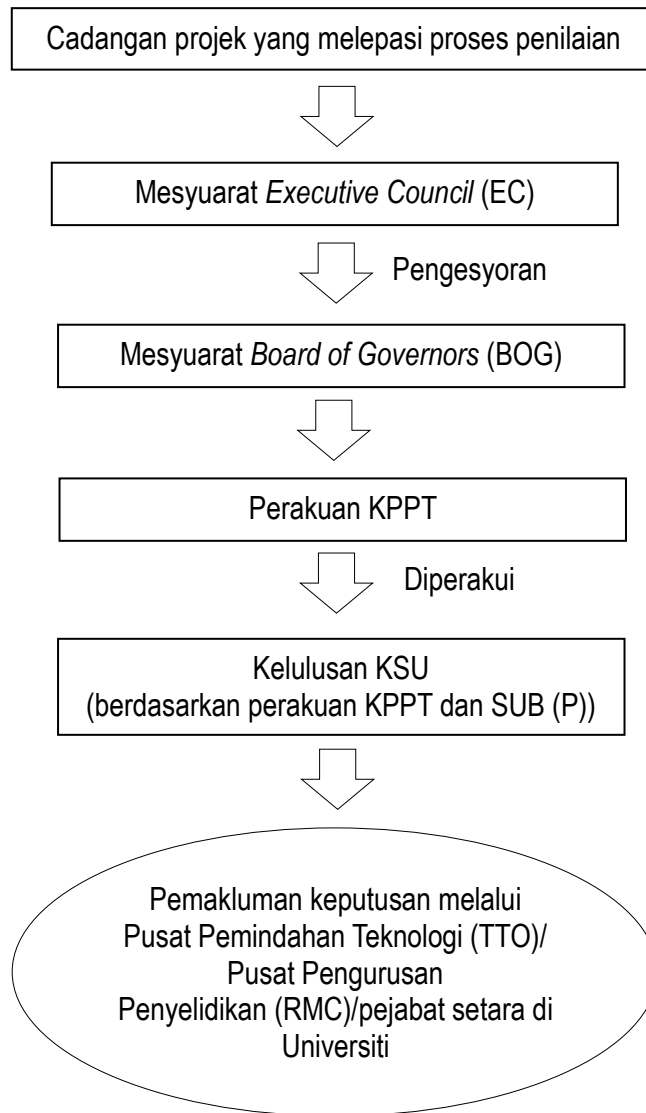 Cadangan projek yang melepasi proses penilaian
Mesyuarat Executive Council (EC)
Pengesyoran
Mesyuarat Board of Governors (BOG)
Perakuan KPPT
Diperakui
Kelulusan KSU
(berdasarkan perakuan KPPT dan SUB (P))
Pemakluman keputusan melalui
Pusat Pemindahan Teknologi (TTO)/
Pusat Pengurusan
Penyelidikan (RMC)/pejabat setara di
Universiti